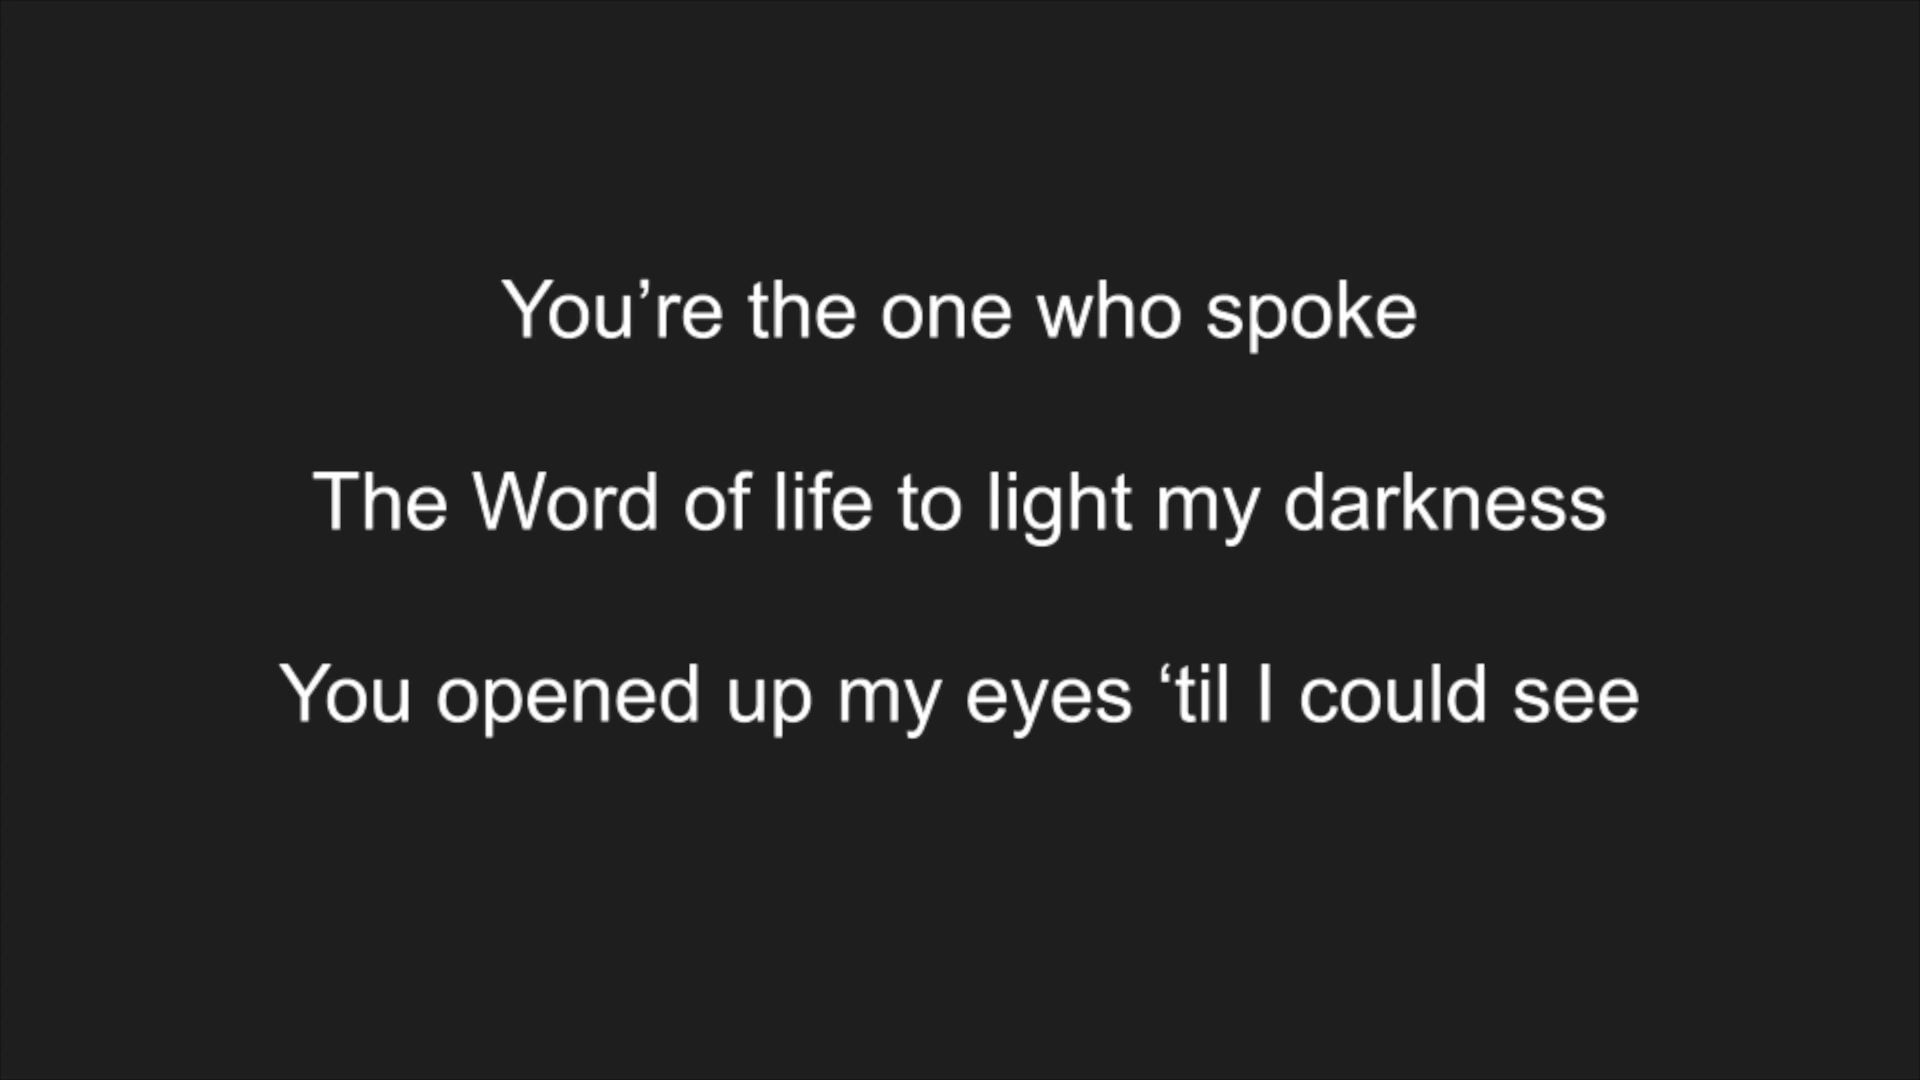 You’re the one who spoke
The Word of life to light my darkness
You opened up my eyes ‘til I could see